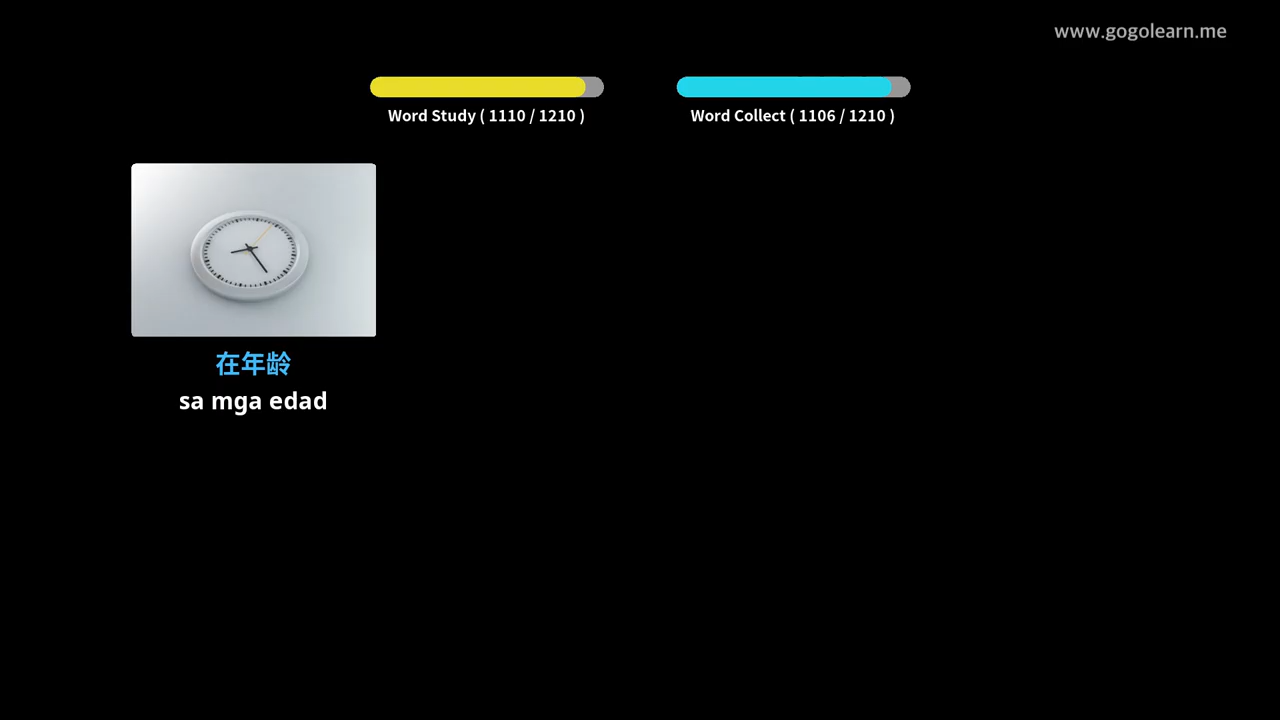 www.gogolearn.me
Word Study ( 1110 / 1210 )
Word Collect ( 1106 / 1210 )
在年龄
sa mga edad